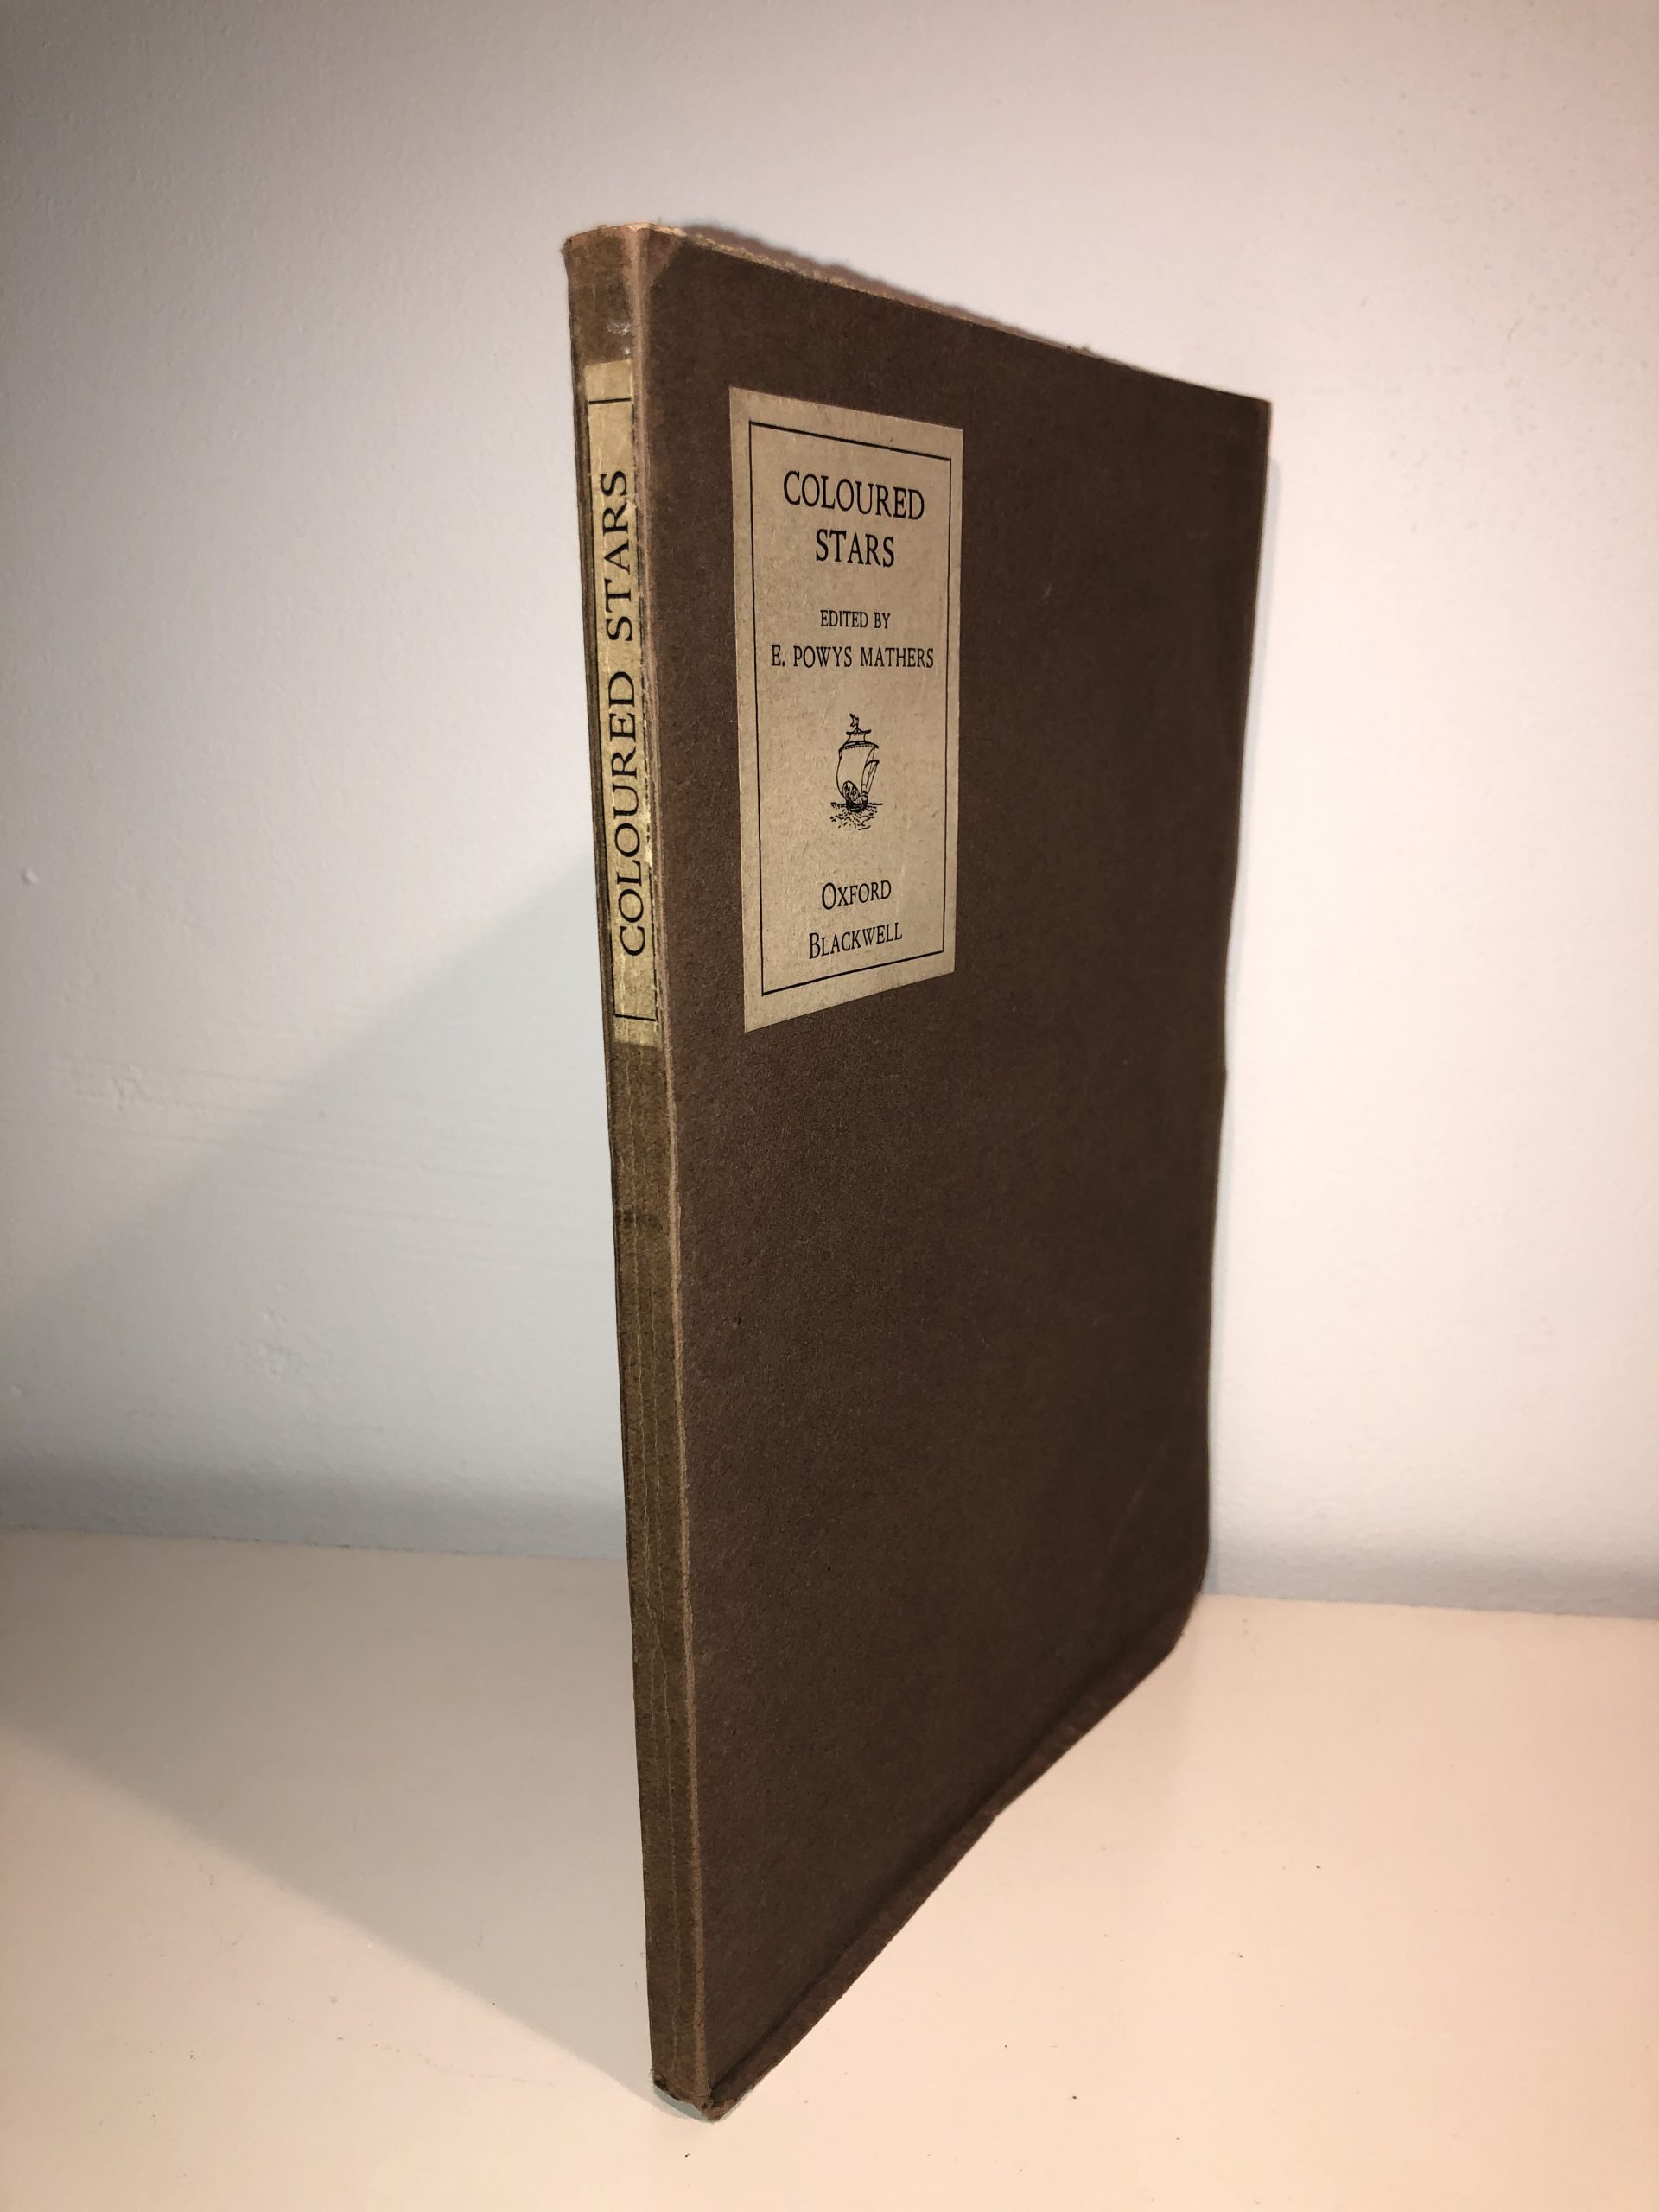 COLOURED STARS
COLOURED
STARS
EDITED BY
E. POWYS MATHERS
OXFORD
BLACKWELL